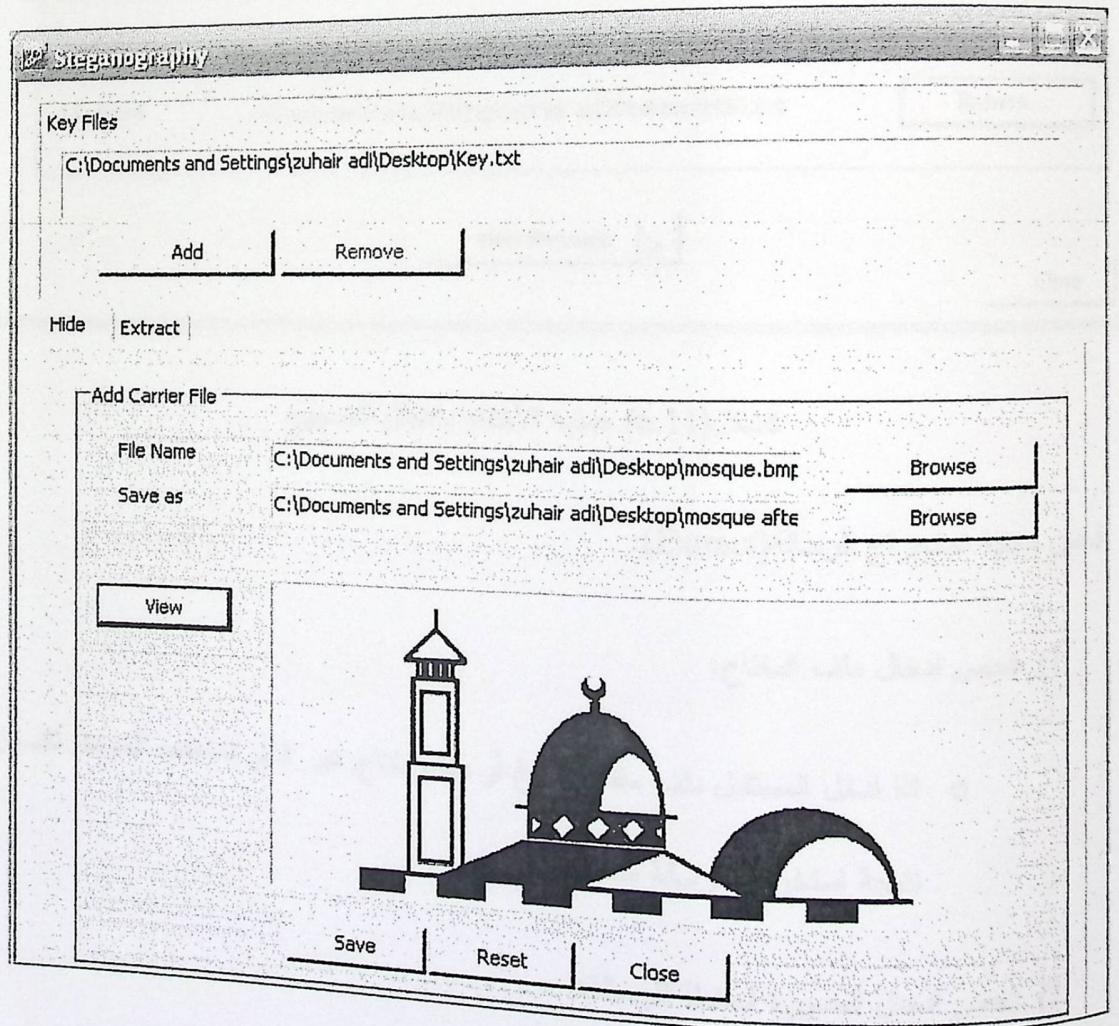 Steganography
Key Files
C:\Documents and Settings\zuhair adi\Desktop\Key.txt
Add Remove
Hide Extract
Add Carrier File
File Name C:\Documents and Settings\zuhair adi\Desktop\mosque.bmp Browse
Save as C:\Documents and Settings\zuhair adi\Desktop\mosque afte Browse
View
Save Reset Close